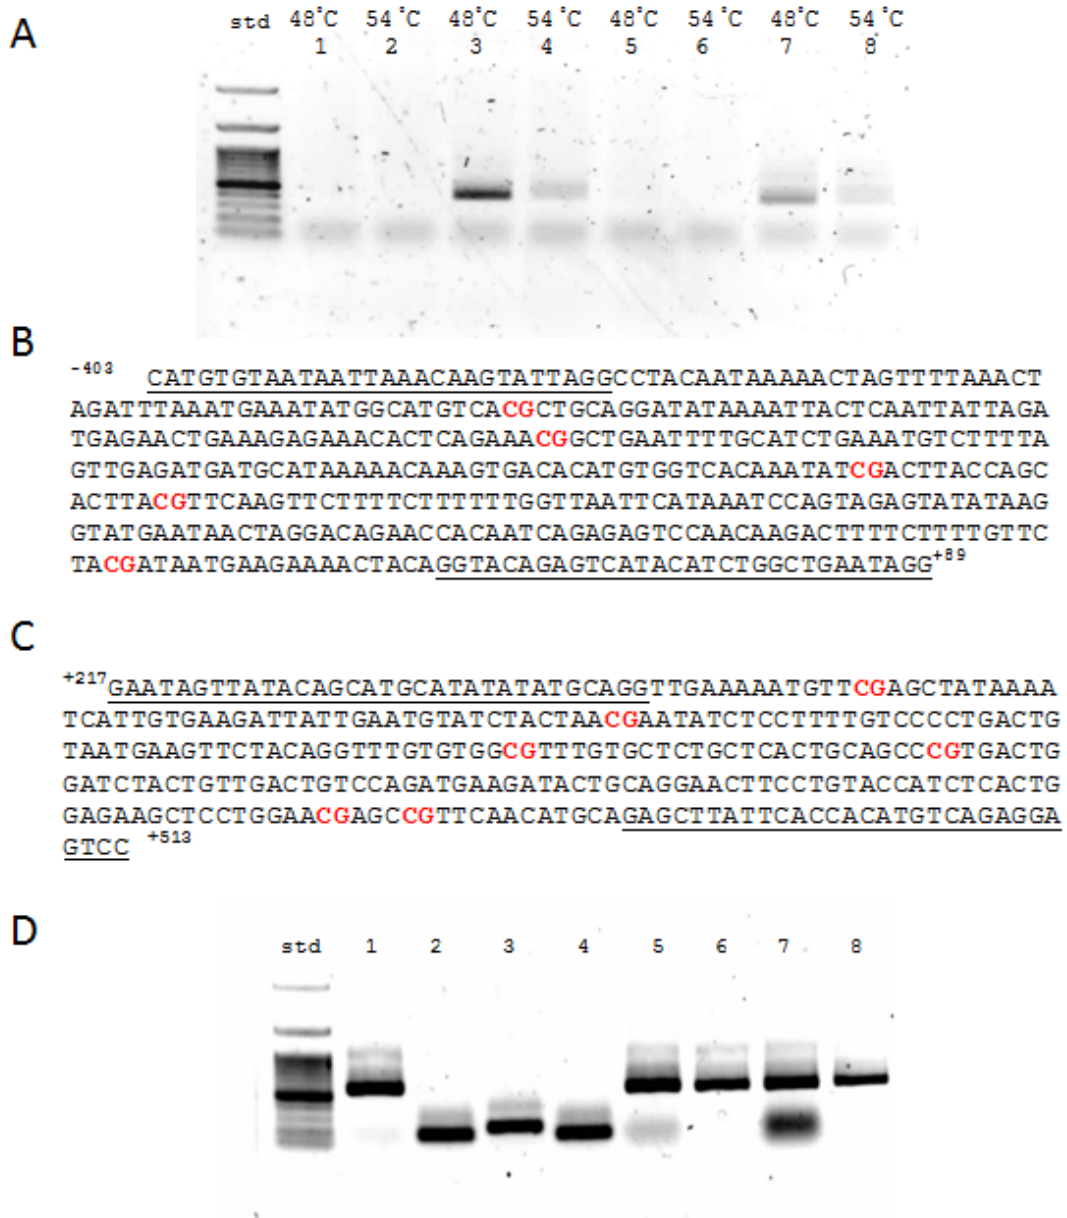 A
std 48°C 54°C 48°C 54°C 48°C 54°C 48°C 54°C
1 2 3 4 5 6 7 8
B
-403 CATGTGTAATAATTAAACAAGTATTAGGCCTACAATAAAAACTAGTTTTAAACT
AGATTTAAATGAAATATGGCATGTCACGCTGCAGGATATAAAATTACTCAATTATTAGA
TGAGAACTGAAAGAGAAACACTCAGAAACGGCTGAATTTTGCATCTGAAATGTCTTTTA
GTTGAGATGATGCATAAAAACAAAGTGACACATGTGGTCACAAATATCGACTTACCAGC
ACTTACGTTCAAGTTCTTTTCTTTTTTGGTTAATTCATAAATCCAGTAGAGTATATAAG
GTATGAATAACTAGGACAGAACCACAATCAGAGAGTCCAACAAGACTTTTCTTTTGTTC
TACGATAATGAAGAAAACTACAGGTACAGAGTCATACATCTGGCTGAATAGG+89
C
+217GAATAGTTATACAGCATGCATATATATGCAGGTTGAAAAATGTTCGAGCTATAAAA
TCATTGTGAAGATTATTGAATGTATCTACTAACGAATATCTCCTTTTGTCCCCTGACTG
TAATGAAGTTCTACAGGTTTGTGTGGCGTTTGTGCTCTGCTCACTGCAGCCCGTGACTG
GATCTACTGTTGACTGTCCAGATGAAGATACTGCAGGAACTTCCTGTACCATCTCACTG
GAGAAGCTCCTGGAACGAGCCGTTCAACATGCAGAGCTTATTCACCACATGTCAGAGGA
GTCC +513
D
std 1 2 3 4 5 6 7 8